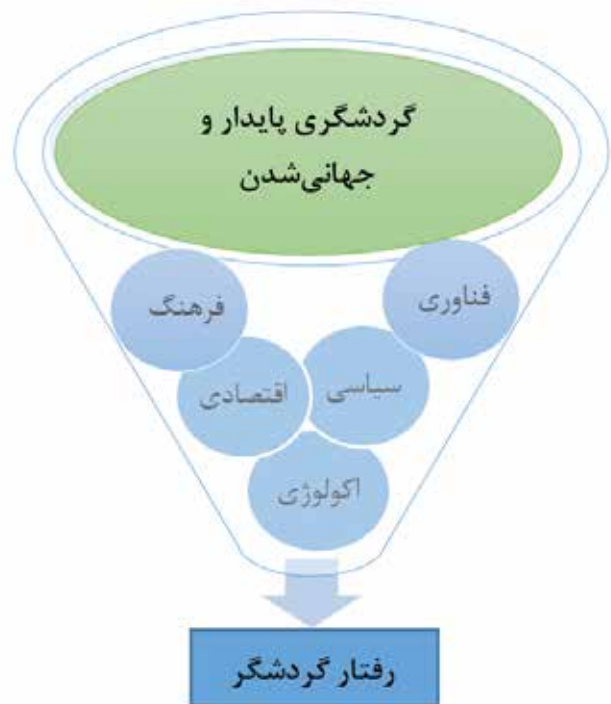 گردشگری پایدار و
جهانی‌شدن
فناوری
فرهنگ
سیاسی
اقتصادی
اکولوژی
رفتار گردشگر